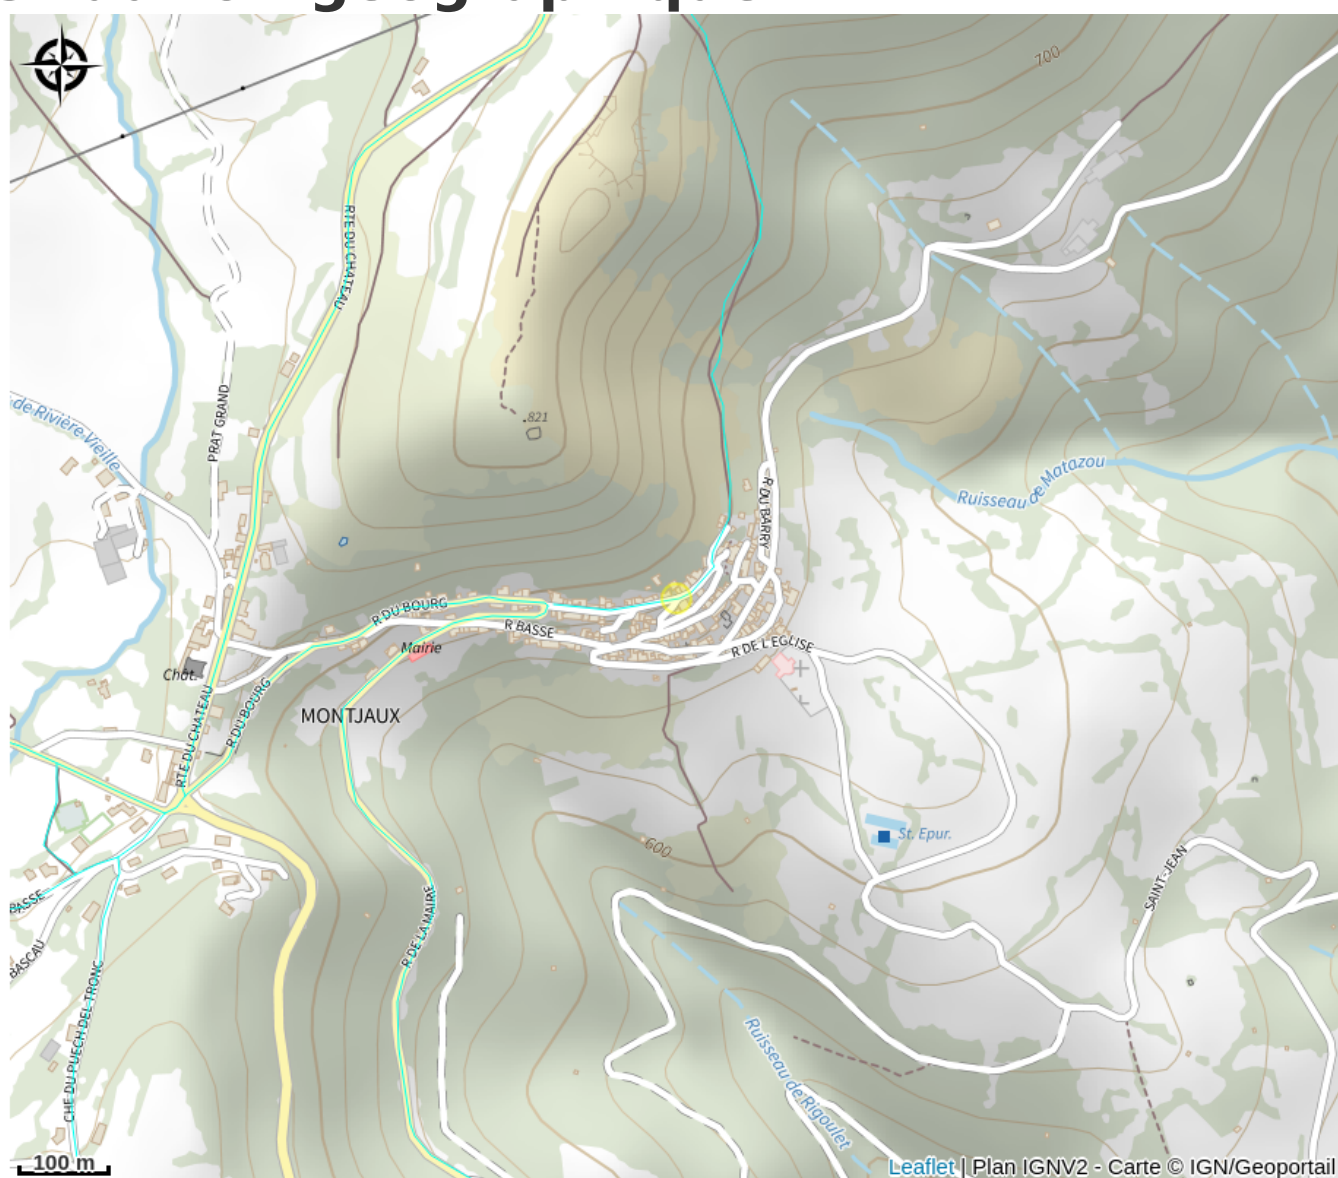 700
RTE DU CHATEAU
de Rivière Vieille
PRAT GRAND
.821
Ruisseau de Matazou
R DU BARRY
R DU BOURG
R BASSE
Mairie
R DE L'EGLISE
Chât.
MONTJAUX
R DU BOURG
RTE DU CHATEAU
St. Epur.
600
SAINT-JEAN
BASSE
R DE LA MAIRIE
BASCAU
CHE DU PUECH DEL TRONC
Ruisseau de Rigoulet
100 m
Leaflet | Plan IGNV2 - Carte © IGN/Geoportail